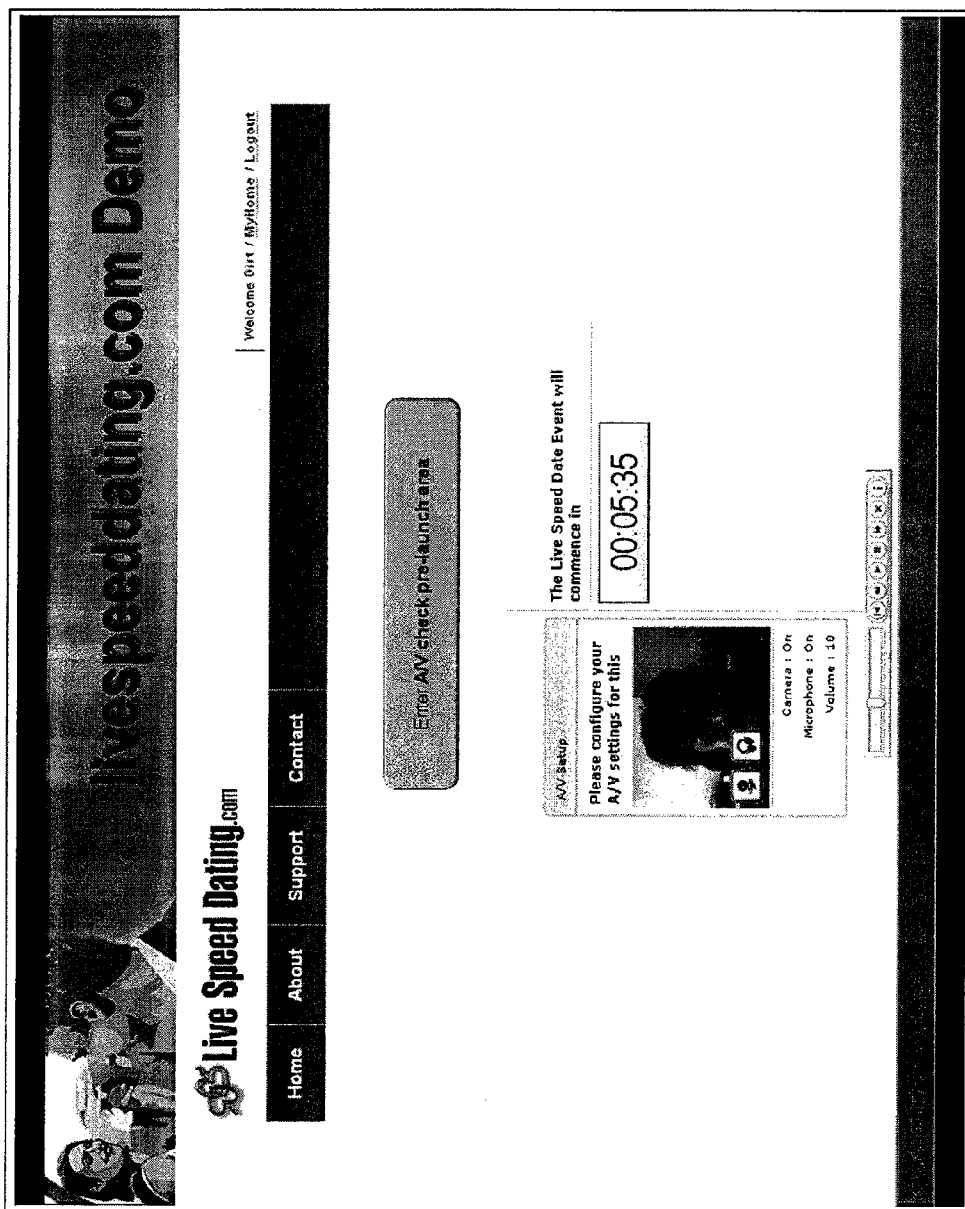 livespeeddating.com Demo
Live Speed Dating.com
Welcome Dirt / MyHome / Logout
Home About Support Contact
Enter A/V check pre-launch area
A/V Setup
Please configure your
A/V settings for this
Camera : On
Microphone : On
Volume : 10
The Live Speed Date Event will
commence in
00:05:35